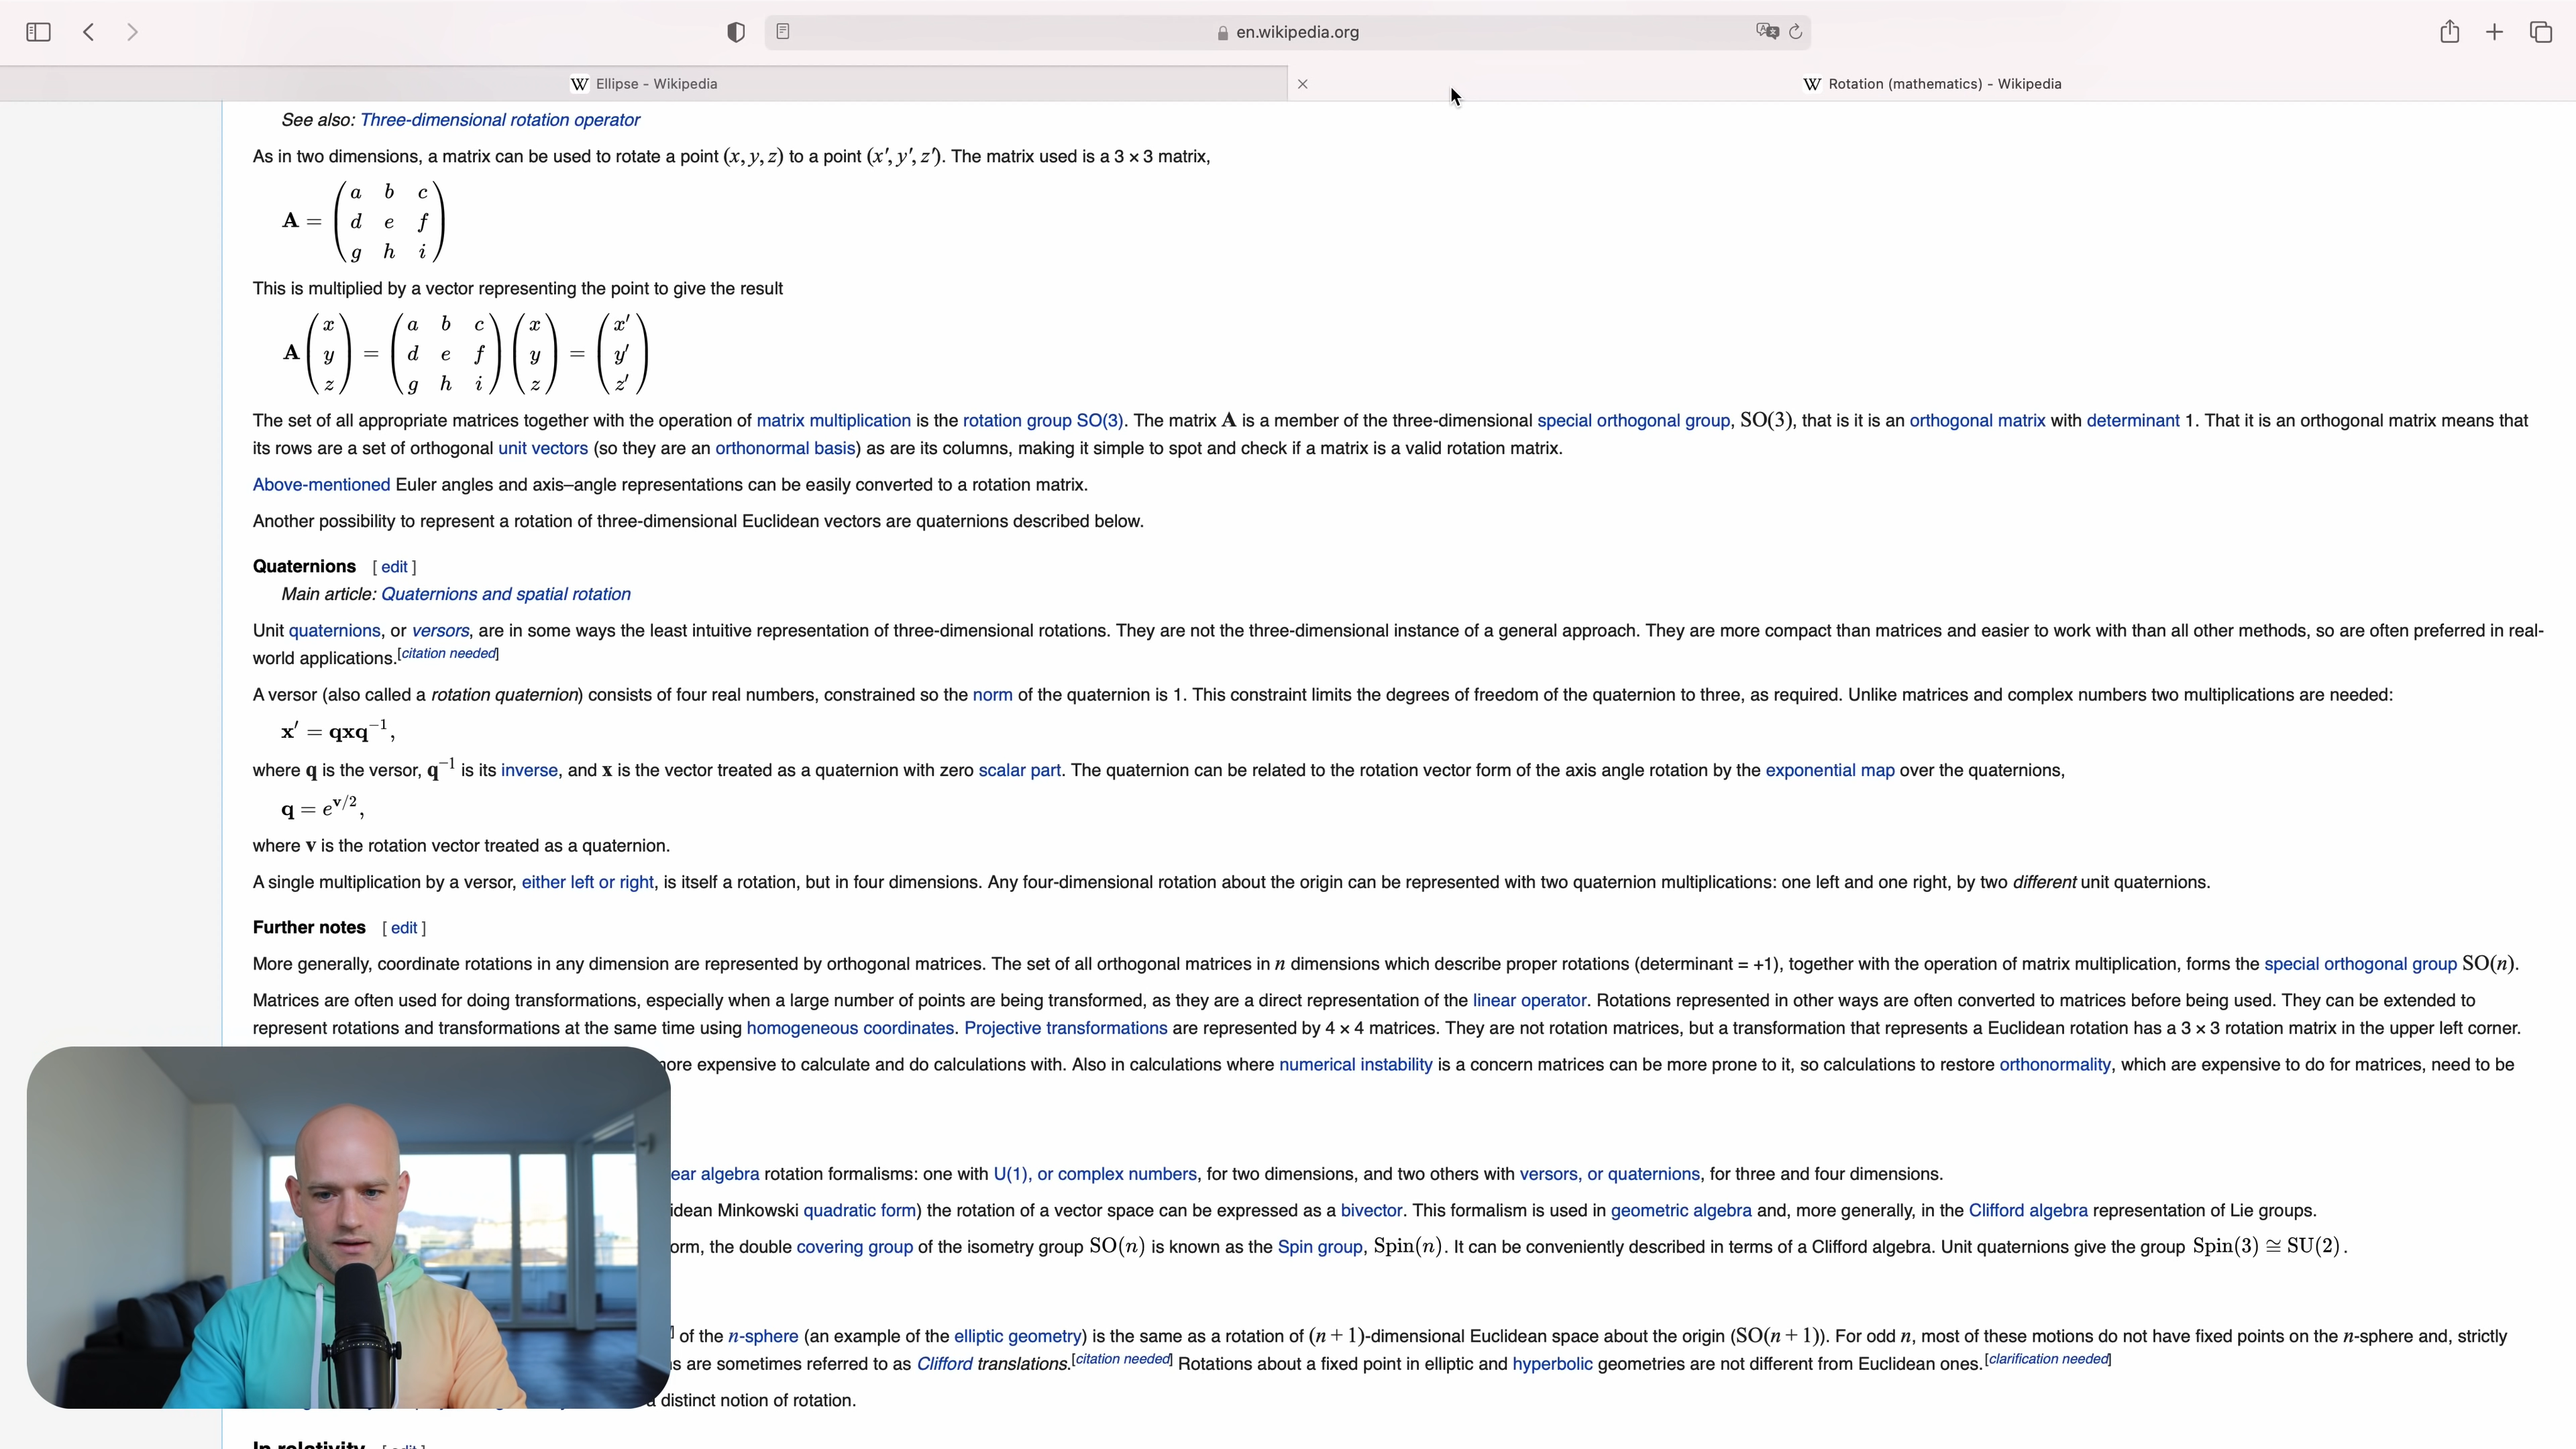 en.wikipedia.org
Ellipse - Wikipedia
Rotation (mathematics) - Wikipedia
See also: Three-dimensional rotation operator
As in two dimensions, a matrix can be used to rotate a point (x, y, z) to a point (x′, y′, z′). The matrix used is a 3 × 3 matrix,
a b c
A = d e f
g h i
This is multiplied by a vector representing the point to give the result
x a b c x x′
A y = d e f y = y′
z g h i z z′
The set of all appropriate matrices together with the operation of matrix multiplication is the rotation group SO(3). The matrix A is a member of the three-dimensional special orthogonal group, SO(3), that is it is an orthogonal matrix with determinant 1. That it is an orthogonal matrix means that
its rows are a set of orthogonal unit vectors (so they are an orthonormal basis) as are its columns, making it simple to spot and check if a matrix is a valid rotation matrix.
Above-mentioned Euler angles and axis–angle representations can be easily converted to a rotation matrix.
Another possibility to represent a rotation of three-dimensional Euclidean vectors are quaternions described below.
Quaternions [ edit ]
Main article: Quaternions and spatial rotation
Unit quaternions, or versors, are in some ways the least intuitive representation of three-dimensional rotations. They are not the three-dimensional instance of a general approach. They are more compact than matrices and easier to work with than all other methods, so are often preferred in real-
world applications.[citation needed]
A versor (also called a rotation quaternion) consists of four real numbers, constrained so the norm of the quaternion is 1. This constraint limits the degrees of freedom of the quaternion to three, as required. Unlike matrices and complex numbers two multiplications are needed:
x′ = qxq⁻¹,
where q is the versor, q⁻¹ is its inverse, and x is the vector treated as a quaternion with zero scalar part. The quaternion can be related to the rotation vector form of the axis angle rotation by the exponential map over the quaternions,
q = e^{v/2},
where v is the rotation vector treated as a quaternion.
A single multiplication by a versor, either left or right, is itself a rotation, but in four dimensions. Any four-dimensional rotation about the origin can be represented with two quaternion multiplications: one left and one right, by two different unit quaternions.
Further notes [ edit ]
More generally, coordinate rotations in any dimension are represented by orthogonal matrices. The set of all orthogonal matrices in n dimensions which describe proper rotations (determinant = +1), together with the operation of matrix multiplication, forms the special orthogonal group SO(n).
Matrices are often used for doing transformations, especially when a large number of points are being transformed, as they are a direct representation of the linear operator. Rotations represented in other ways are often converted to matrices before being used. They can be extended to
represent rotations and transformations at the same time using homogeneous coordinates. Projective transformations are represented by 4 × 4 matrices. They are not rotation matrices, but a transformation that represents a Euclidean rotation has a 3 × 3 rotation matrix in the upper left corner.
ore expensive to calculate and do calculations with. Also in calculations where numerical instability is a concern matrices can be more prone to it, so calculations to restore orthonormality, which are expensive to do for matrices, need to be
ear algebra rotation formalisms: one with U(1), or complex numbers, for two dimensions, and two others with versors, or quaternions, for three and four dimensions.
idean Minkowski quadratic form) the rotation of a vector space can be expressed as a bivector. This formalism is used in geometric algebra and, more generally, in the Clifford algebra representation of Lie groups.
orm, the double covering group of the isometry group SO(n) is known as the Spin group, Spin(n). It can be conveniently described in terms of a Clifford algebra. Unit quaternions give the group Spin(3) ≅ SU(2).
] of the n-sphere (an example of the elliptic geometry) is the same as a rotation of (n + 1)-dimensional Euclidean space about the origin (SO(n + 1)). For odd n, most of these motions do not have fixed points on the n-sphere and, strictly
s are sometimes referred to as Clifford translations.[citation needed] Rotations about a fixed point in elliptic and hyperbolic geometries are not different from Euclidean ones.[clarification needed]
a distinct notion of rotation.
In relativity [ edit ]